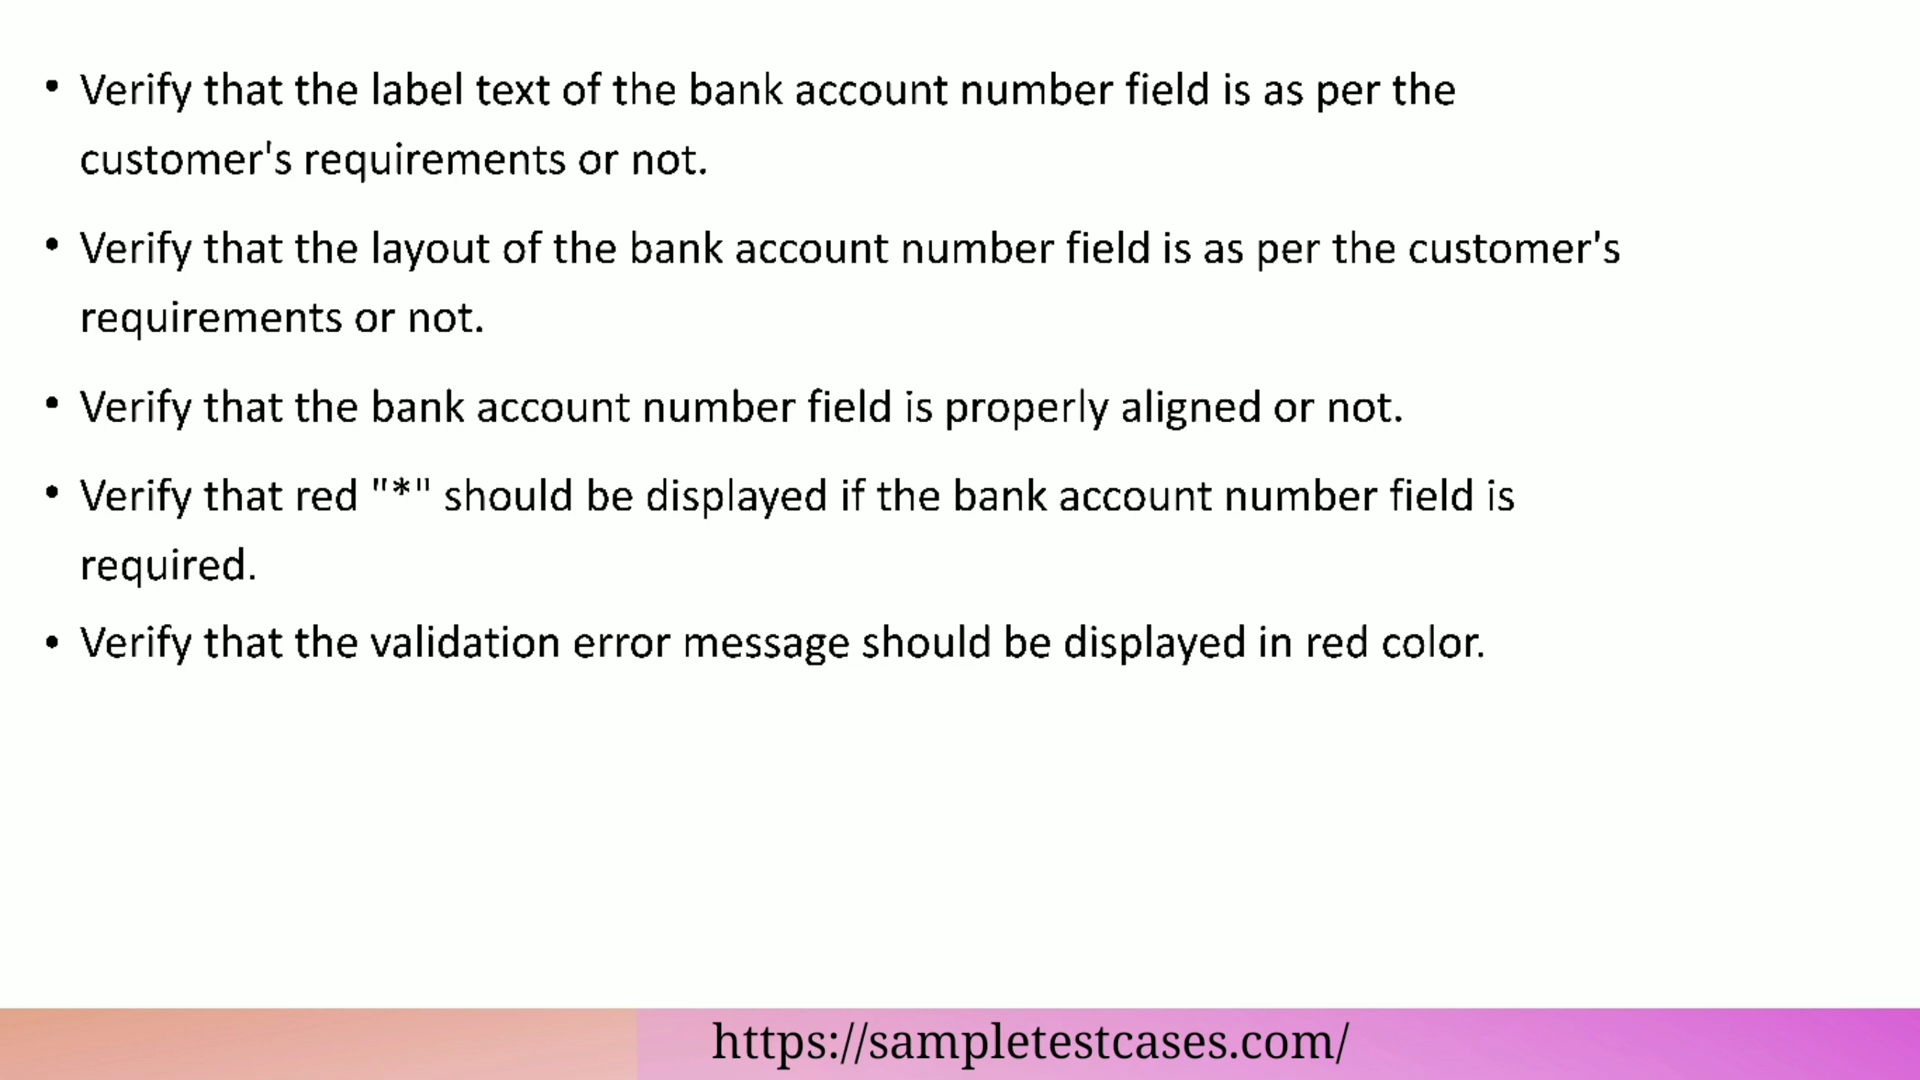 • Verify that the label text of the bank account number field is as per the
customer's requirements or not.
• Verify that the layout of the bank account number field is as per the customer's
requirements or not.
• Verify that the bank account number field is properly aligned or not.
• Verify that red "*" should be displayed if the bank account number field is
required.
• Verify that the validation error message should be displayed in red color.
https://sampletestcases.com/